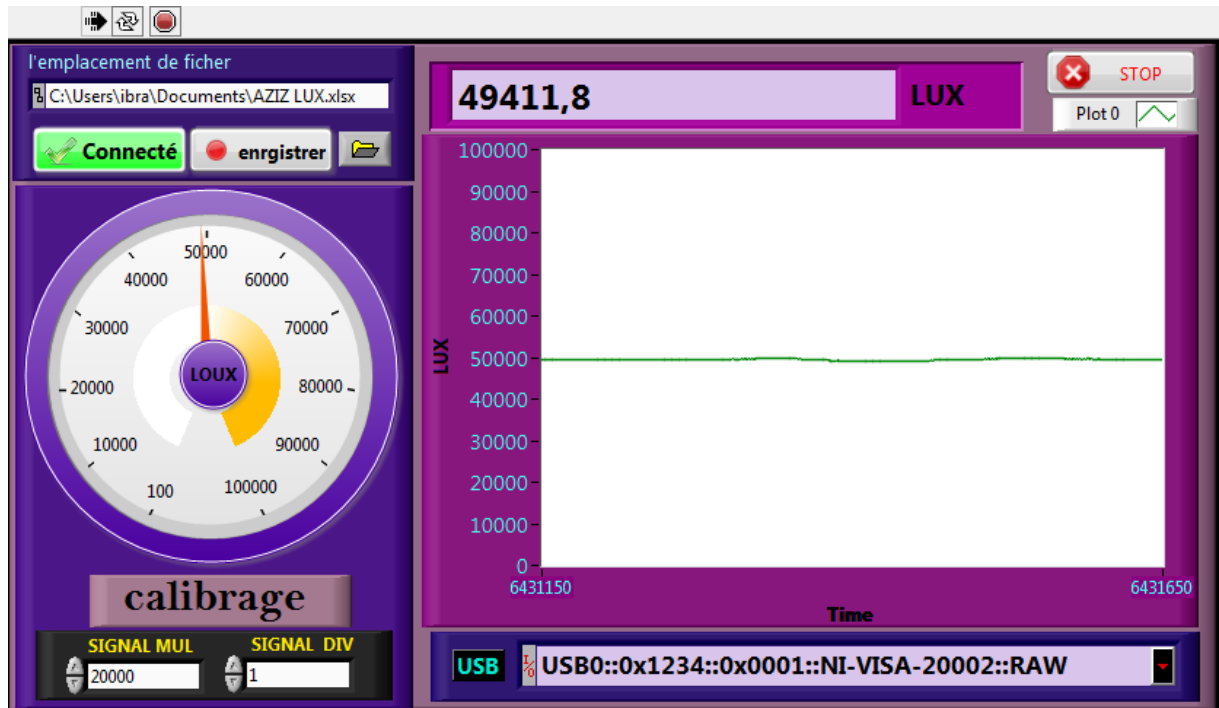 l'emplacement de ficher
C:\Users\ibra\Documents\AZIZ LUX.xlsx
Connecté
enrgistrer
49411,8
LUX
STOP
Plot 0
50000
40000
60000
30000
70000
20000
80000
10000
90000
100
100000
LOUX
LUX
100000
90000
80000
70000
60000
50000
40000
30000
20000
10000
0
6431150
6431650
Time
calibrage
SIGNAL MUL
SIGNAL DIV
20000
1
USB
I/O
USB0::0x1234::0x0001::NI-VISA-20002::RAW